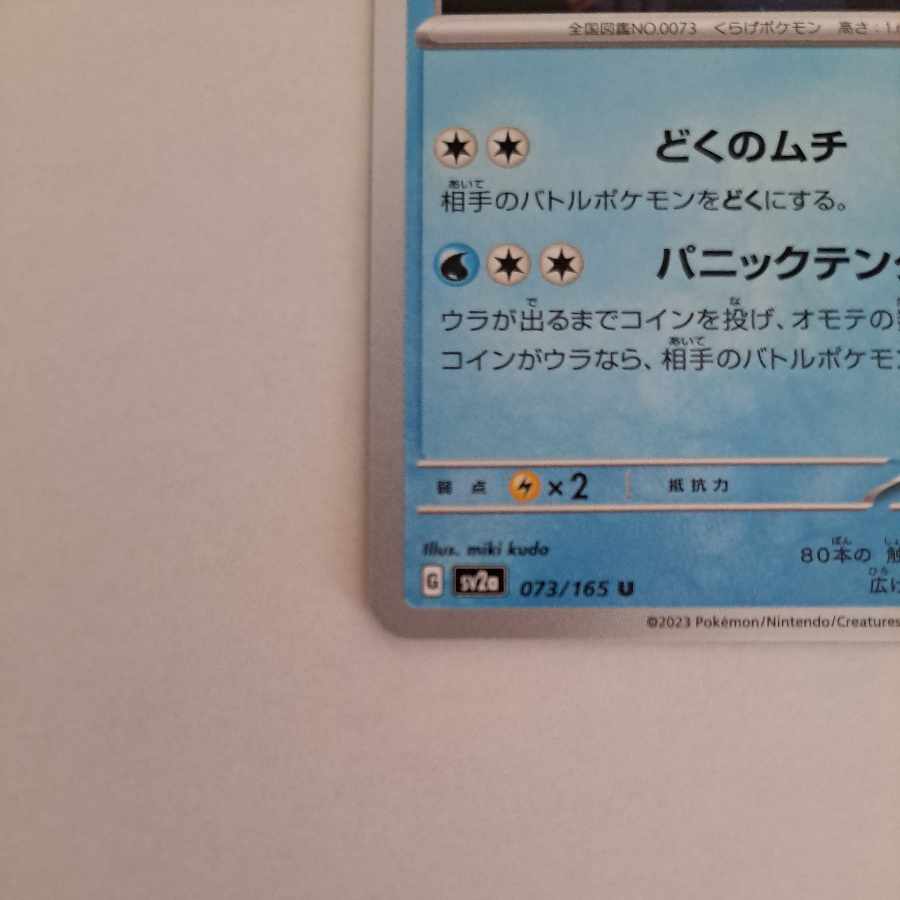 全国図鑑NO.0073 くらげポケモン 高さ:1.6
どくのムチ
相手のバトルポケモンをどくにする。
パニックテン
ウラが出るまでコインを投げ、オモテの
コインがウラなら、相手のバトルポケモン
弱点 ×2 抵抗力
Illus. miki kudo
80本の 触
G sv2a 073/165 U
広げ
©2023 Pokémon/Nintendo/Creatures